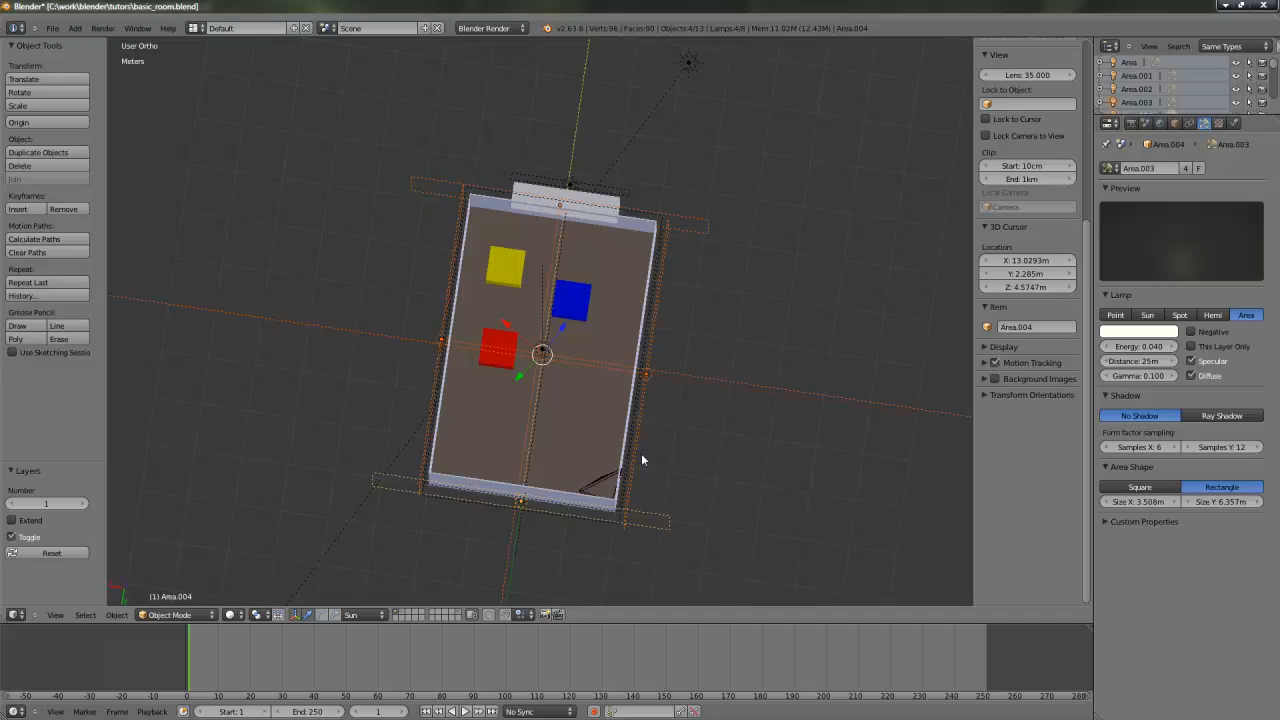 Blender* [C:\work\blender\tutors\basic_room.blend]
File Add Render Window Help Default Scene Blender Render v2.63.8 | Verts:96 | Faces:90 | Objects:4/13 | Lamps:4/8 | Mem:11.02M (12.43M) | Area.004
Object Tools
Transform:
Translate
Rotate
Scale
Origin
Object:
Duplicate Objects
Delete
Join
Keyframes:
Insert Remove
Motion Paths:
Calculate Paths
Clear Paths
Repeat:
Repeat Last
History...
Grease Pencil:
Draw Line
Poly Erase
Use Sketching Sessio
Layers
Number
1
Extend
Toggle
Reset
User Ortho
Meters
(1) Area.004
View
Lens: 35.000
Lock to Object:
Lock to Cursor
Lock Camera to View
Clip:
Start: 10cm
End: 1km
Local Camera
Camera
3D Cursor
Location:
X: 13.0293m
Y: 2.285m
Z: 4.5747m
Item
Area.004
Display
Motion Tracking
Background Images
Transform Orientations
View Search Same Types
Area
Area.001
Area.002
Area.003
Area.004 Area.003
Area.003 4 F
Preview
Lamp
Point Sun Spot Hemi Area
Negative
Energy: 0.040 This Layer Only
Distance: 25m Specular
Gamma: 0.100 Diffuse
Shadow
No Shadow Ray Shadow
Form factor sampling:
Samples X: 6 Samples Y: 12
Area Shape
Square Rectangle
Size X: 3.508m Size Y: 6.357m
Custom Properties
View Select Object Object Mode Sun
-50 -40 -30 -20 -10 0 10 20 30 40 50 60 70 80 90 100 110 120 130 140 150 160 170 180 190 200 210 220 230 240 250 260 270 280
View Marker Frame Playback Start: 1 End: 250 1 No Sync